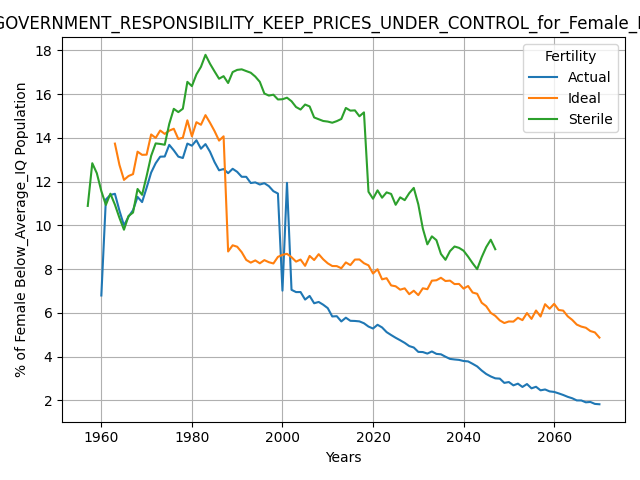 GOVERNMENT_RESPONSIBILITY_KEEP_PRICES_UNDER_CONTROL_for_Female_
% of Female Below_Average_IQ Population
18
16
14
12
10
8
6
4
2
1960 1980 2000 2020 2040 2060
Years
Fertility
Actual
Ideal
Sterile